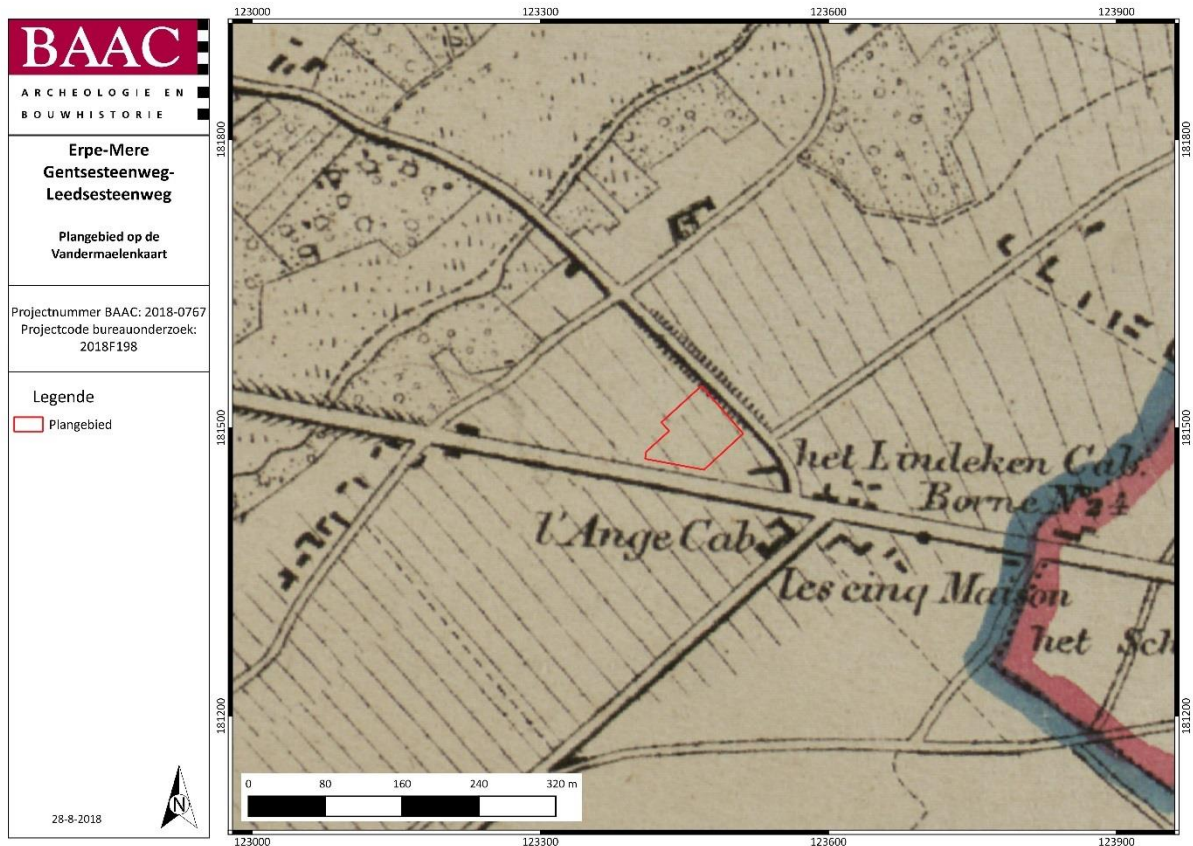 BAAC
ARCHEOLOGIE EN
BOUWHISTORIE
Erpe-Mere
Gentsesteenweg-
Leedsesteenweg
Plangebied op de
Vandermaelenkaart
Projectnummer BAAC: 2018-0767
Projectcode bureauonderzoek:
2018F198
Legende
Plangebied
28-8-2018
N
123000 123300 123600 123900
181800 181800
181500 181500
het Lindeken Cab.
Borne No. 24
l'Ange Cab.
Les cinq Maison
het Sch
181200 181200
0 80 160 240 320 m
123000 123300 123600 123900